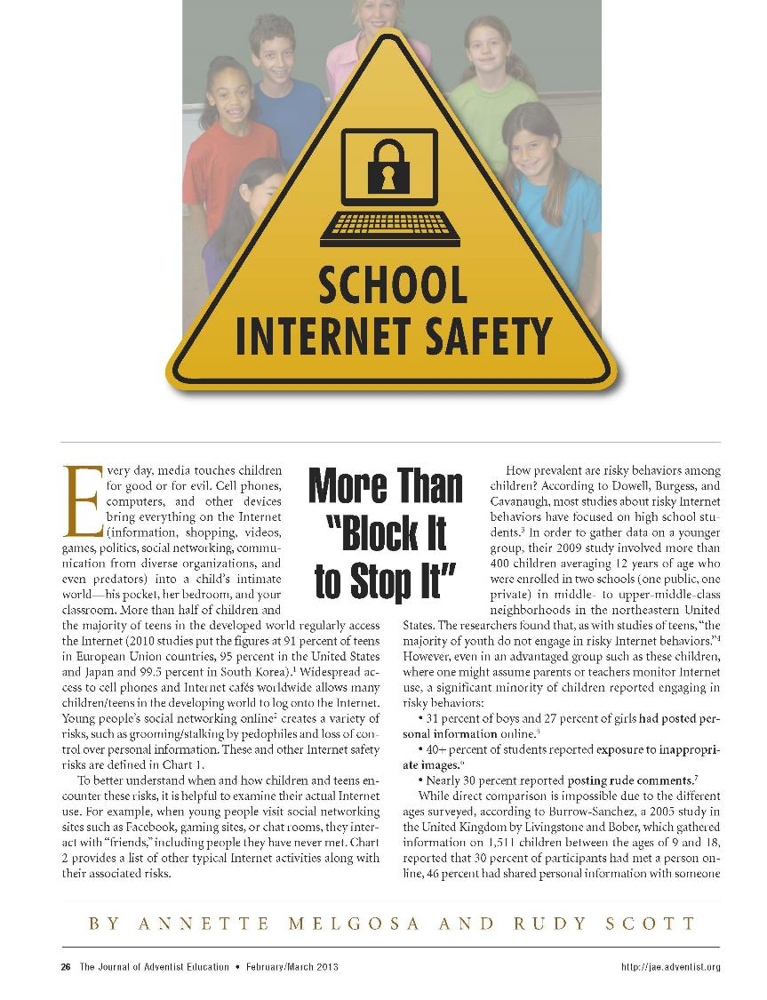 SCHOOL
INTERNET SAFETY
More Than
“Block It
to Stop It”
Every day, media touches children
for good or for evil. Cell phones,
computers, and other devices
bring everything on the Internet
(information, shopping, videos,
games, politics, social networking, commu-
nication from diverse organizations, and
even predators) into a child’s intimate
world—his pocket, her bedroom, and your
classroom. More than half of children and
the majority of teens in the developed world regularly access
the Internet (2010 studies put the figures at 91 percent of teens
in European Union countries, 95 percent in the United States
and Japan and 99.5 percent in South Korea).¹ Widespread ac-
cess to cell phones and Internet cafés worldwide allows many
children/teens in the developing world to log onto the Internet.
Young people’s social networking online² creates a variety of
risks, such as grooming/stalking by pedophiles and loss of con-
trol over personal information. These and other Internet safety
risks are defined in Chart 1.
To better understand when and how children and teens en-
counter these risks, it is helpful to examine their actual Internet
use. For example, when young people visit social networking
sites such as Facebook, gaming sites, or chat rooms, they inter-
act with “friends,” including people they have never met. Chart
2 provides a list of other typical Internet activities along with
their associated risks.
How prevalent are risky behaviors among
children? According to Dowell, Burgess, and
Cavanaugh, most studies about risky Internet
behaviors have focused on high school stu-
dents.³ In order to gather data on a younger
group, their 2009 study involved more than
400 children averaging 12 years of age who
were enrolled in two schools (one public, one
private) in middle- to upper-middle-class
neighborhoods in the northeastern United
States. The researchers found that, as with studies of teens, “the
majority of youth do not engage in risky Internet behaviors.”⁴
However, even in an advantaged group such as these children,
where one might assume parents or teachers monitor Internet
use, a significant minority of children reported engaging in
risky behaviors:
• 31 percent of boys and 27 percent of girls had posted per-
sonal information online.⁵
• 40+ percent of students reported exposure to inappropri-
ate images.⁶
• Nearly 30 percent reported posting rude comments.⁷
While direct comparison is impossible due to the different
ages surveyed, according to Burrow-Sanchez, a 2005 study in
the United Kingdom by Livingstone and Bober, which gathered
information on 1,511 children between the ages of 9 and 18,
reported that 30 percent of participants had met a person on-
line, 46 percent had shared personal information with someone
BY ANNETTE MELGOSA AND RUDY SCOTT
26 The Journal of Adventist Education • February/March 2013
http://jae.adventist.org